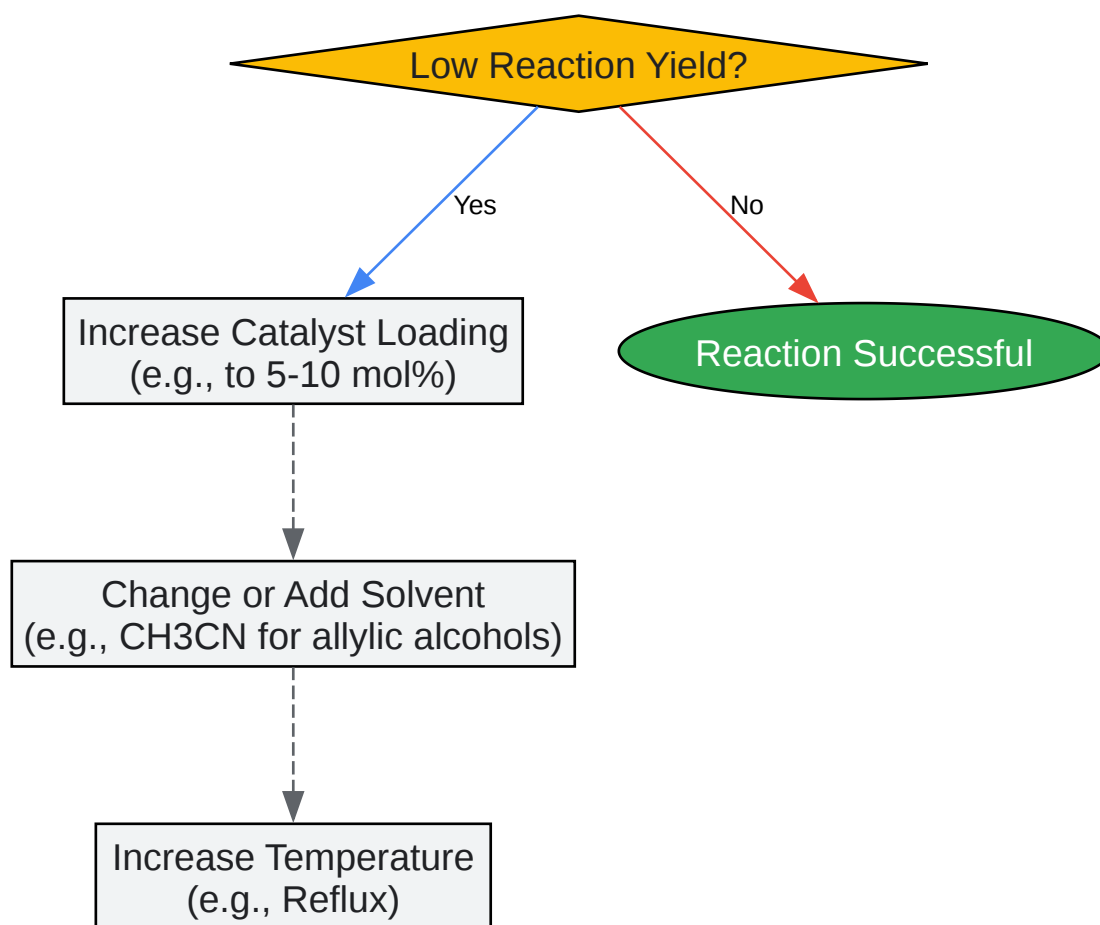 Low Reaction Yield?
Yes
No
Increase Catalyst Loading
(e.g., to 5-10 mol%)
Reaction Successful
Change or Add Solvent
(e.g., CH3CN for allylic alcohols)
Increase Temperature
(e.g., Reflux)